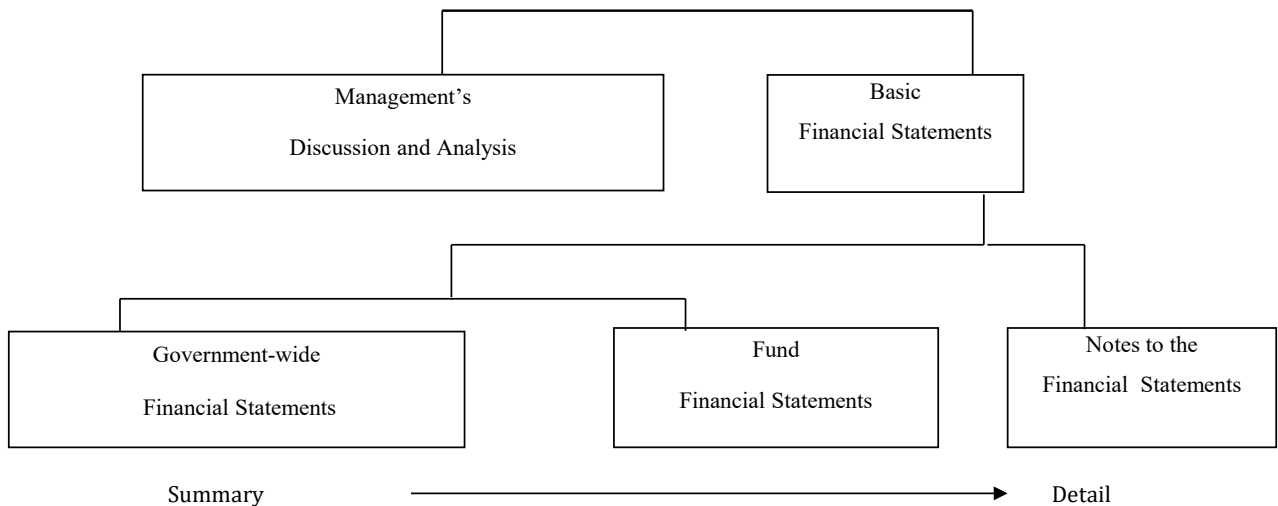 Management’s
Discussion and Analysis
Basic
Financial Statements
Government-wide
Financial Statements
Fund
Financial Statements
Notes to the
Financial Statements
Summary
Detail